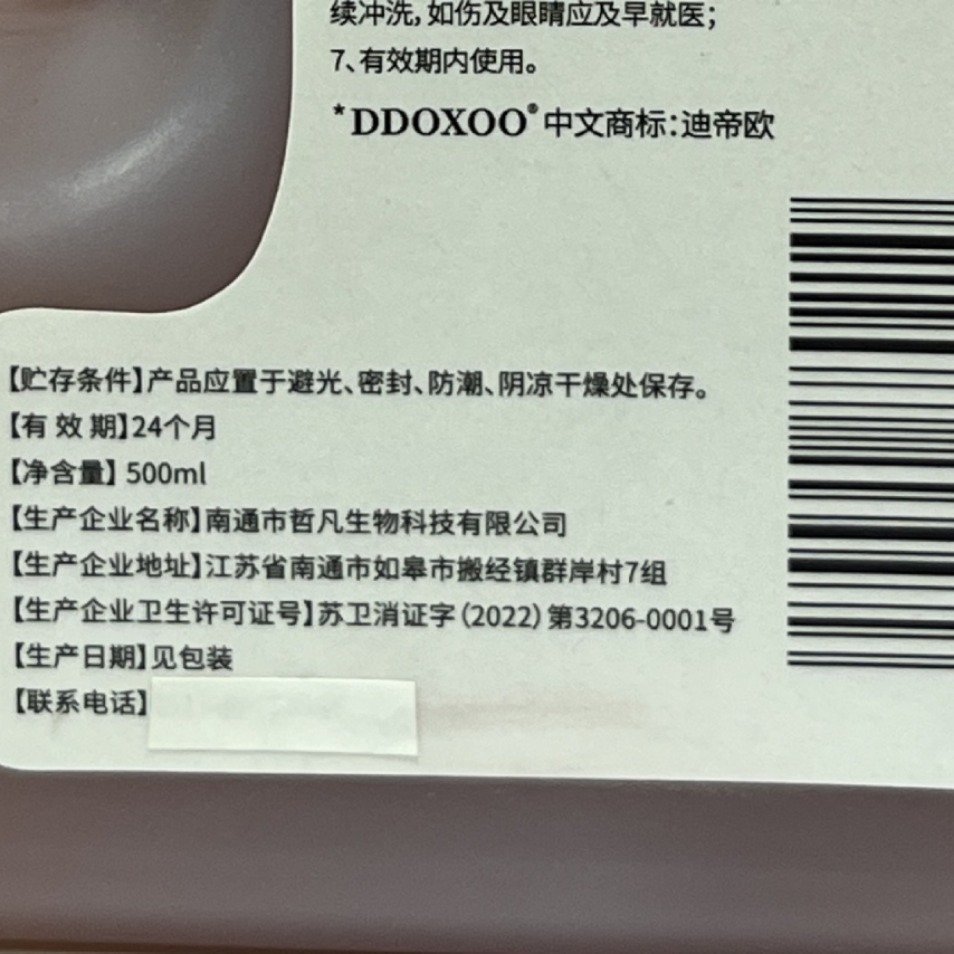 续冲洗,如伤及眼睛应及早就医;
7、有效期内使用。
*DDOXOO®中文商标:迪帝欧
【贮存条件】产品应置于避光、密封、防潮、阴凉干燥处保存。
【有 效 期】24个月
【净含量】 500ml
【生产企业名称】南通市哲凡生物科技有限公司
【生产企业地址】江苏省南通市如皋市搬经镇群岸村7组
【生产企业卫生许可证号】苏卫消证字(2022)第3206-0001号
【生产日期】见包装
【联系电话】